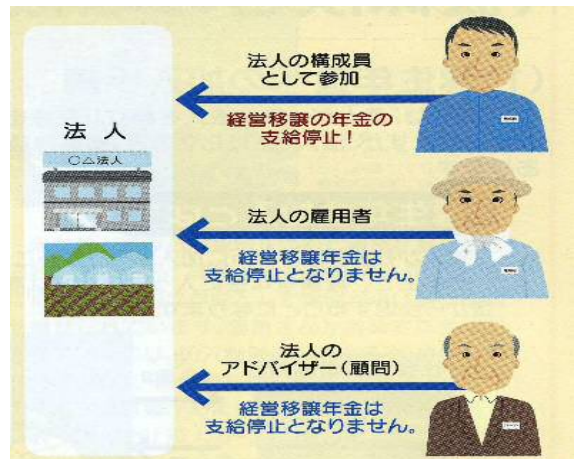 法人の構成員
として参加
経営移譲の年金の
支給停止！
法人
〇△法人
法人の雇用者
経営移譲年金は
支給停止となりません。
法人の
アドバイザー（顧問）
経営移譲年金は
支給停止となりません。